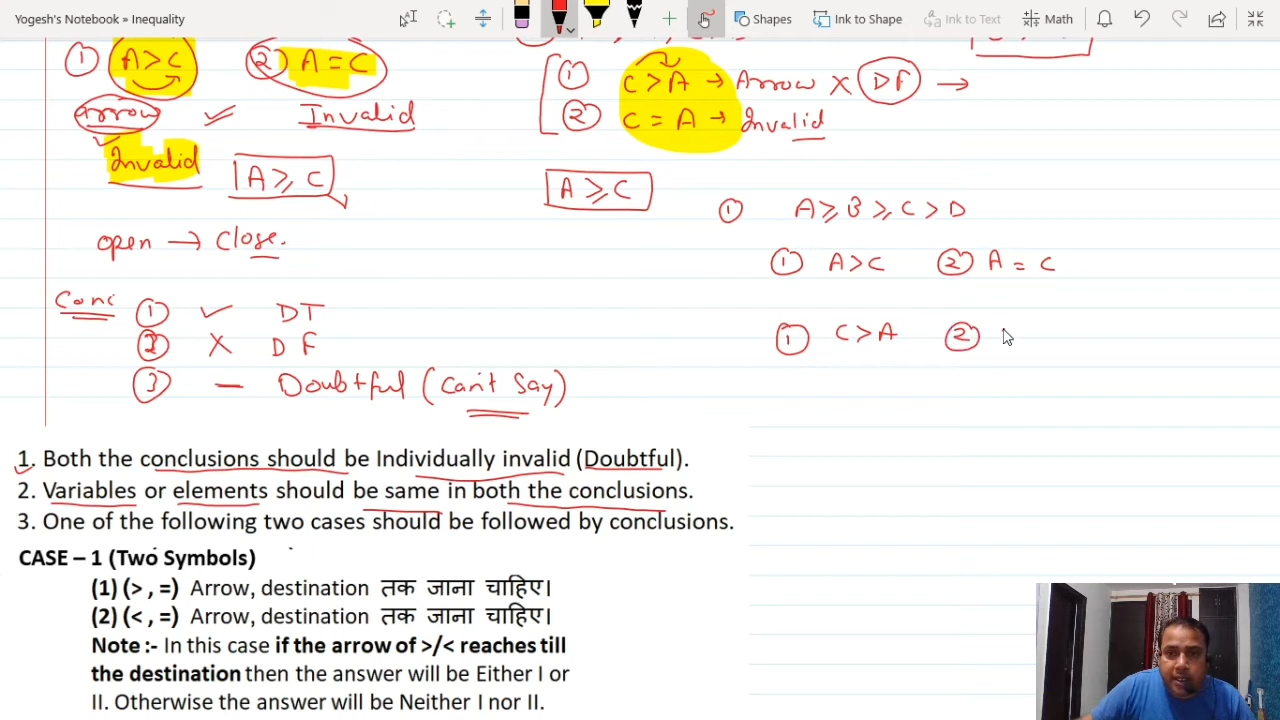 Yogesh's Notebook » Inequality
Shapes Ink to Shape Ink to Text Math
① A>C ② A = C
arrow ✓ Invalid
Invalid A ⩾ C
open → Close.
Conc ① ✓ DT
② X DF
③ — Doubtful (Can't Say)
① C > A → Arrow X DF →
② C = A → Invalid
A ⩾ C
① A ⩾ B ⩾ C > D
① A>C ② A = C
① C > A ②
1. Both the conclusions should be Individually invalid (Doubtful).
2. Variables or elements should be same in both the conclusions.
3. One of the following two cases should be followed by conclusions.
CASE – 1 (Two Symbols)
(1) (> , =) Arrow, destination तक जाना चाहिए।
(2) (< , =) Arrow, destination तक जाना चाहिए।
Note :- In this case if the arrow of >/< reaches till
the destination then the answer will be Either I or
II. Otherwise the answer will be Neither I nor II.